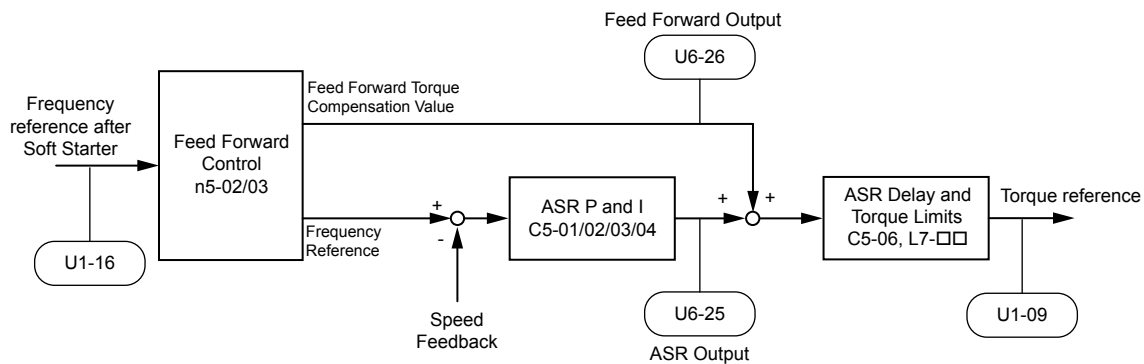 Feed Forward Output
U6-26
Frequency
reference after
Soft Starter
Feed Forward
Control
n5-02/03
Feed Forward Torque
Compensation Value
U1-16
Frequency
Reference
+
-
Speed
Feedback
ASR P and I
C5-01/02/03/04
+
+
U6-25
ASR Output
ASR Delay and
Torque Limits
C5-06, L7-□□
Torque reference
U1-09